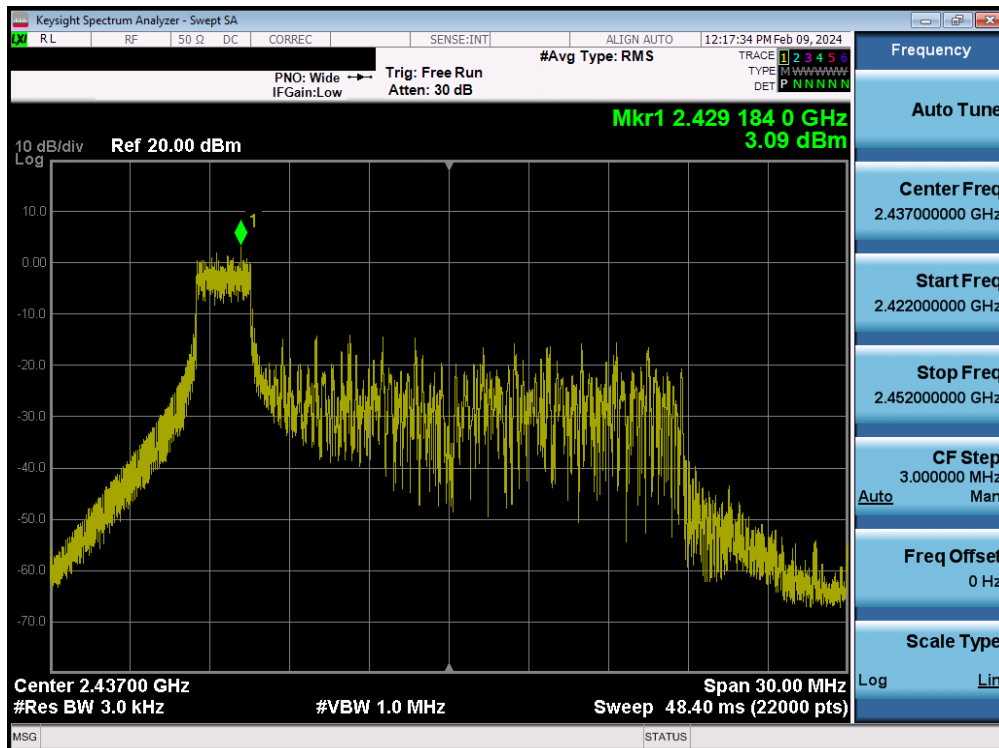 Keysight Spectrum Analyzer - Swept SA
LXI RL RF 50 Ω DC CORREC SENSE:INT ALIGN AUTO 12:17:34 PM Feb 09, 2024
#Avg Type: RMS TRACE 1 2 3 4 5 6
PNO: Wide Trig: Free Run TYPE M WWWWW
IFGain:Low Atten: 30 dB DET P N N N N N
Mkr1 2.429 184 0 GHz
3.09 dBm
10 dB/div Ref 20.00 dBm
Log
1
10.0
0.00
-10.0
-20.0
-30.0
-40.0
-50.0
-60.0
-70.0
Center 2.43700 GHz Span 30.00 MHz
#Res BW 3.0 kHz #VBW 1.0 MHz Sweep 48.40 ms (22000 pts)
MSG STATUS
Frequency
Auto Tune
Center Freq
2.437000000 GHz
Start Freq
2.422000000 GHz
Stop Freq
2.452000000 GHz
CF Step
3.000000 MHz
Auto Man
Freq Offset
0 Hz
Scale Type
Log Lin